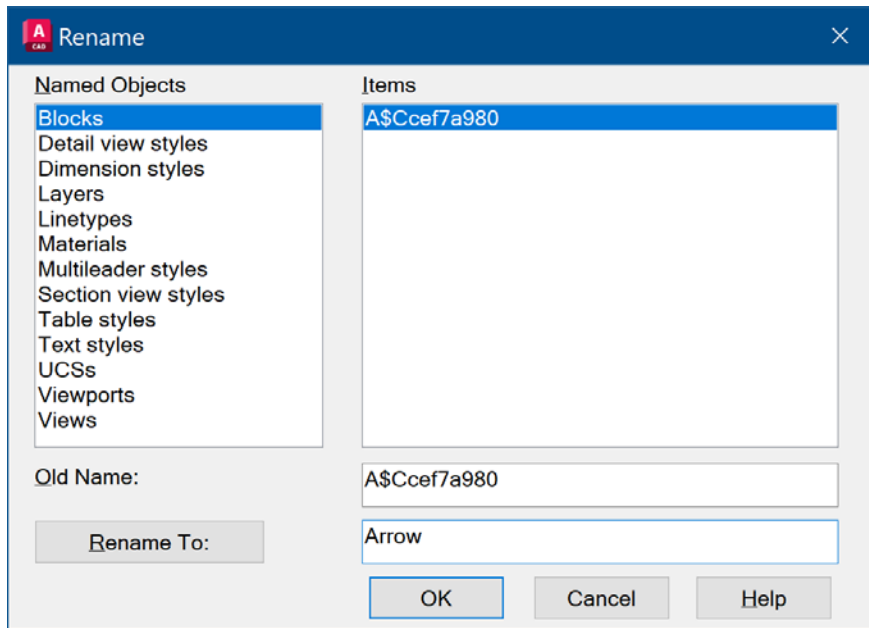 A
CAD
Rename
Named Objects
Items
Blocks
Detail view styles
Dimension styles
Layers
Linetypes
Materials
Multileader styles
Section view styles
Table styles
Text styles
UCSs
Viewports
Views
A$Ccef7a980
Old Name:
A$Ccef7a980
Rename To:
Arrow
OK
Cancel
Help